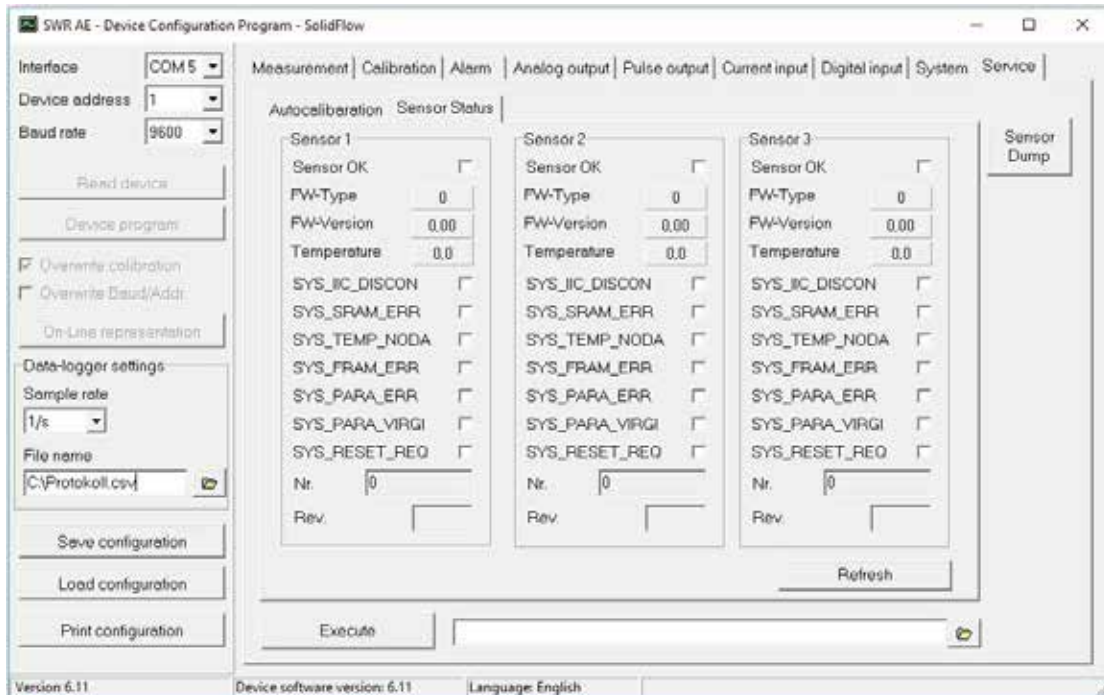 SWR AE - Device Configuration Program - SolidFlow
Interface COM 5
Device address 1
Baud rate 9600
Read device
Device program
Overwrite calibration
Overwrite Baud/Addr.
On-Line representation
Data-logger settings
Sample rate
1/s
File name
C:\Protokoll.csv
Save configuration
Load configuration
Print configuration
Measurement Calibration Alarm Analog output Pulse output Current input Digital input System Service
Autocaliberation Sensor Status
Sensor 1
Sensor OK
FW-Type 0
FW-Version 0.00
Temperature 0.0
SYS_IIC_DISCON
SYS_SRAM_ERR
SYS_TEMP_NODA
SYS_FRAM_ERR
SYS_PARA_ERR
SYS_PARA_VIRGI
SYS_RESET_REQ
Nr. 0
Rev.
Sensor 2
Sensor OK
FW-Type 0
FW-Version 0.00
Temperature 0.0
SYS_IIC_DISCON
SYS_SRAM_ERR
SYS_TEMP_NODA
SYS_FRAM_ERR
SYS_PARA_ERR
SYS_PARA_VIRGI
SYS_RESET_REQ
Nr. 0
Rev.
Sensor 3
Sensor OK
FW-Type 0
FW-Version 0.00
Temperature 0.0
SYS_IIC_DISCON
SYS_SRAM_ERR
SYS_TEMP_NODA
SYS_FRAM_ERR
SYS_PARA_ERR
SYS_PARA_VIRGI
SYS_RESET_REQ
Nr. 0
Rev.
Refresh
Sensor
Dump
Execute
Version 6.11 Device software version: 6.11 Language: English